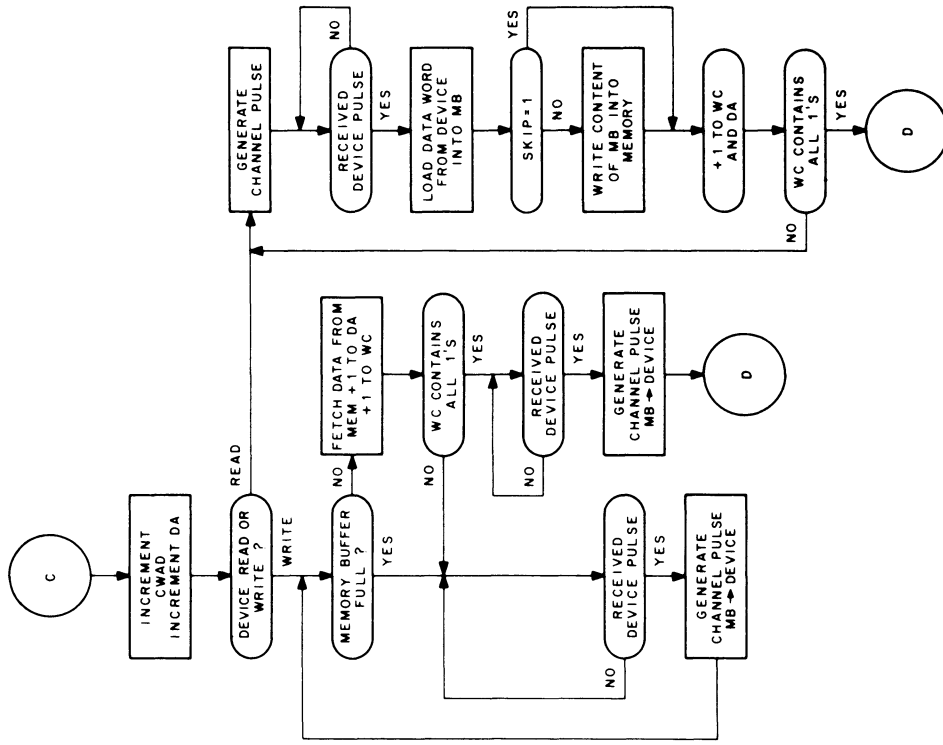 C
INCREMENT
CWAD
INCREMENT DA
DEVICE READ OR
WRITE ?
READ
WRITE
MEMORY BUFFER
FULL ?
NO
YES
FETCH DATA FROM
MEM +1 TO DA
+1 TO WC
WC CONTAINS
ALL 1'S
NO
YES
RECEIVED
DEVICE PULSE
NO
YES
GENERATE
CHANNEL PULSE
MB→DEVICE
D
RECEIVED
DEVICE PULSE
NO
YES
GENERATE
CHANNEL PULSE
MB→DEVICE
GENERATE
CHANNEL PULSE
RECEIVED
DEVICE PULSE
NO
YES
LOAD DATA WORD
FROM DEVICE
INTO MB
SKIP=1
YES
NO
WRITE CONTENT
OF MB INTO
MEMORY
+1 TO WC
AND DA
WC CONTAINS
ALL 1'S
NO
YES
D